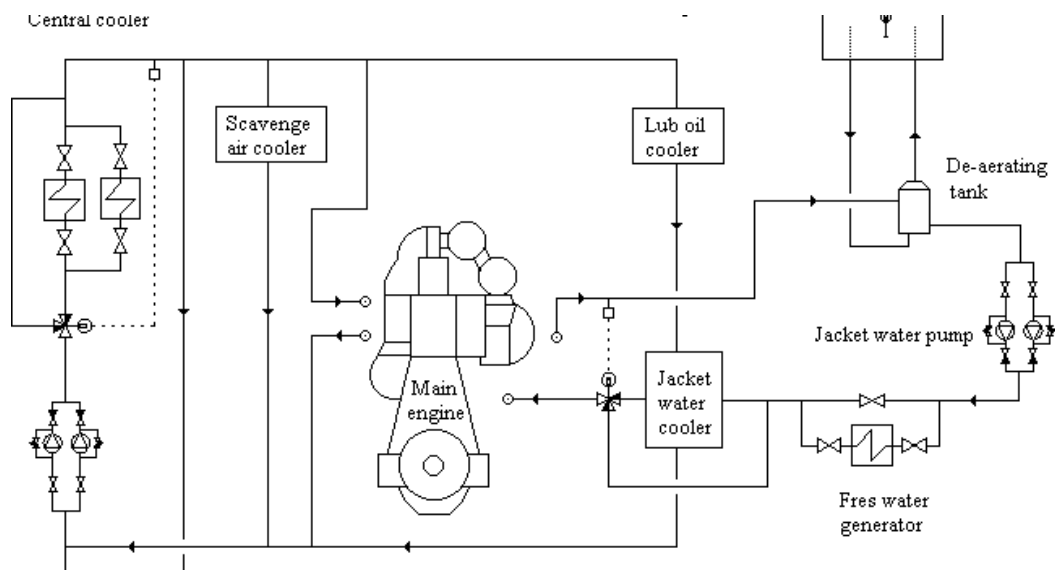 Central cooler
Scavenge
air cooler
Lub oil
cooler
De-aerating
tank
Jacket water pump
Main
engine
Jacket
water
cooler
Fres water
generator